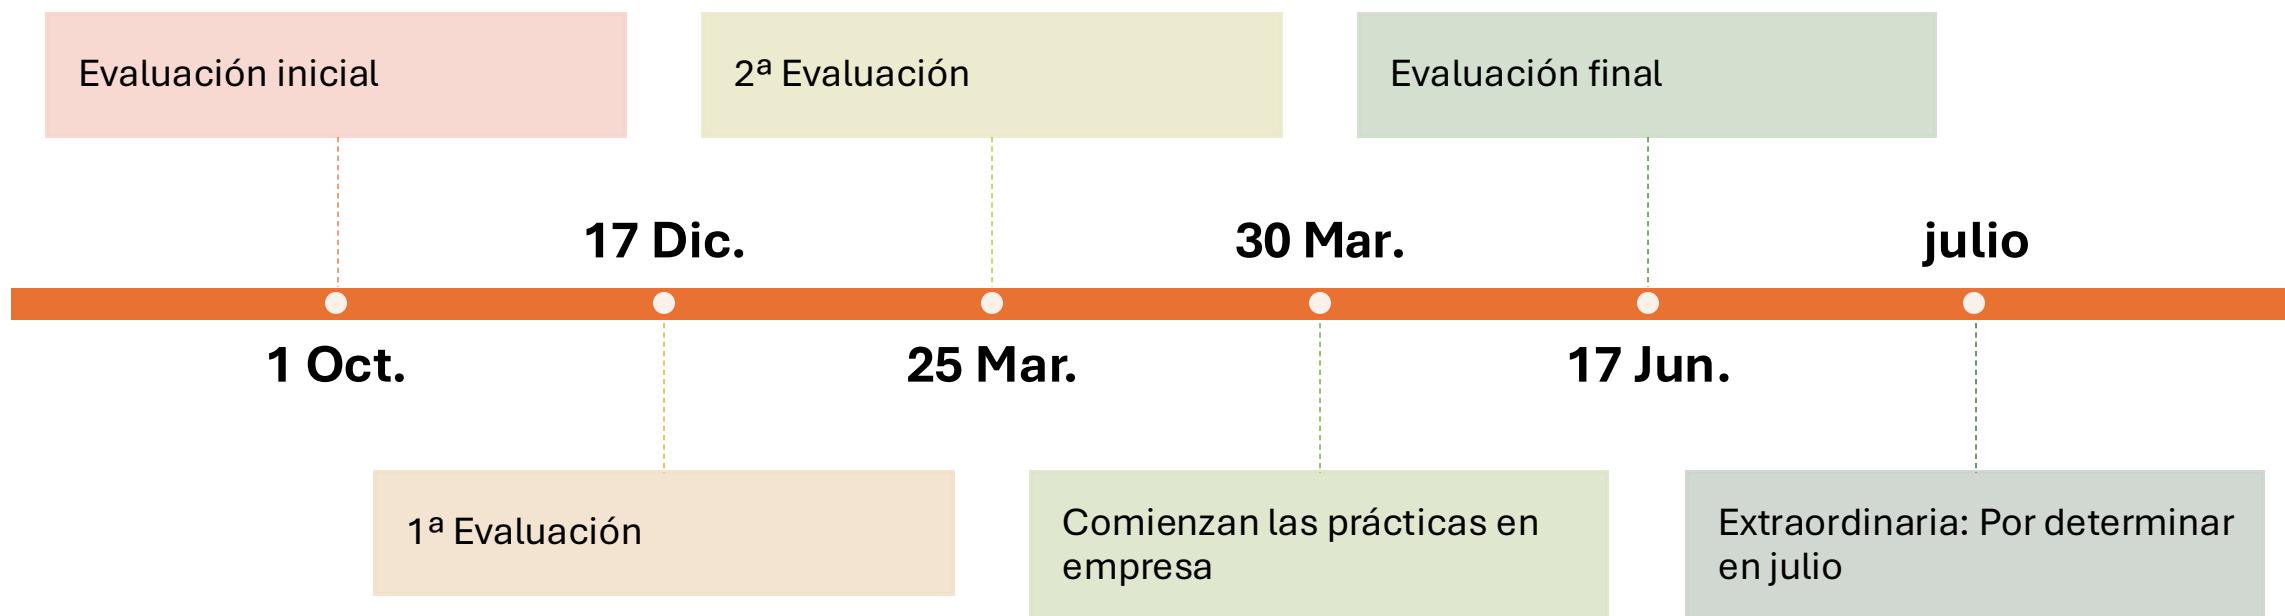 Evaluación inicial
2ª Evaluación
Evaluación final
17 Dic.
30 Mar.
julio
1 Oct.
25 Mar.
17 Jun.
1ª Evaluación
Comienzan las prácticas en
empresa
Extraordinaria: Por determinar
en julio